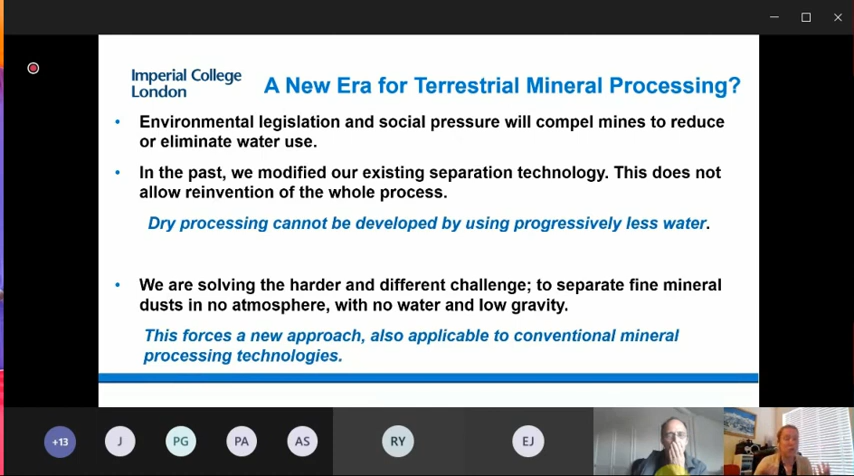 Imperial College
London
A New Era for Terrestrial Mineral Processing?
• Environmental legislation and social pressure will compel mines to reduce
or eliminate water use.
• In the past, we modified our existing separation technology. This does not
allow reinvention of the whole process.
Dry processing cannot be developed by using progressively less water.
• We are solving the harder and different challenge; to separate fine mineral
dusts in no atmosphere, with no water and low gravity.
This forces a new approach, also applicable to conventional mineral
processing technologies.
+13
J
PG
PA
AS
RY
EJ